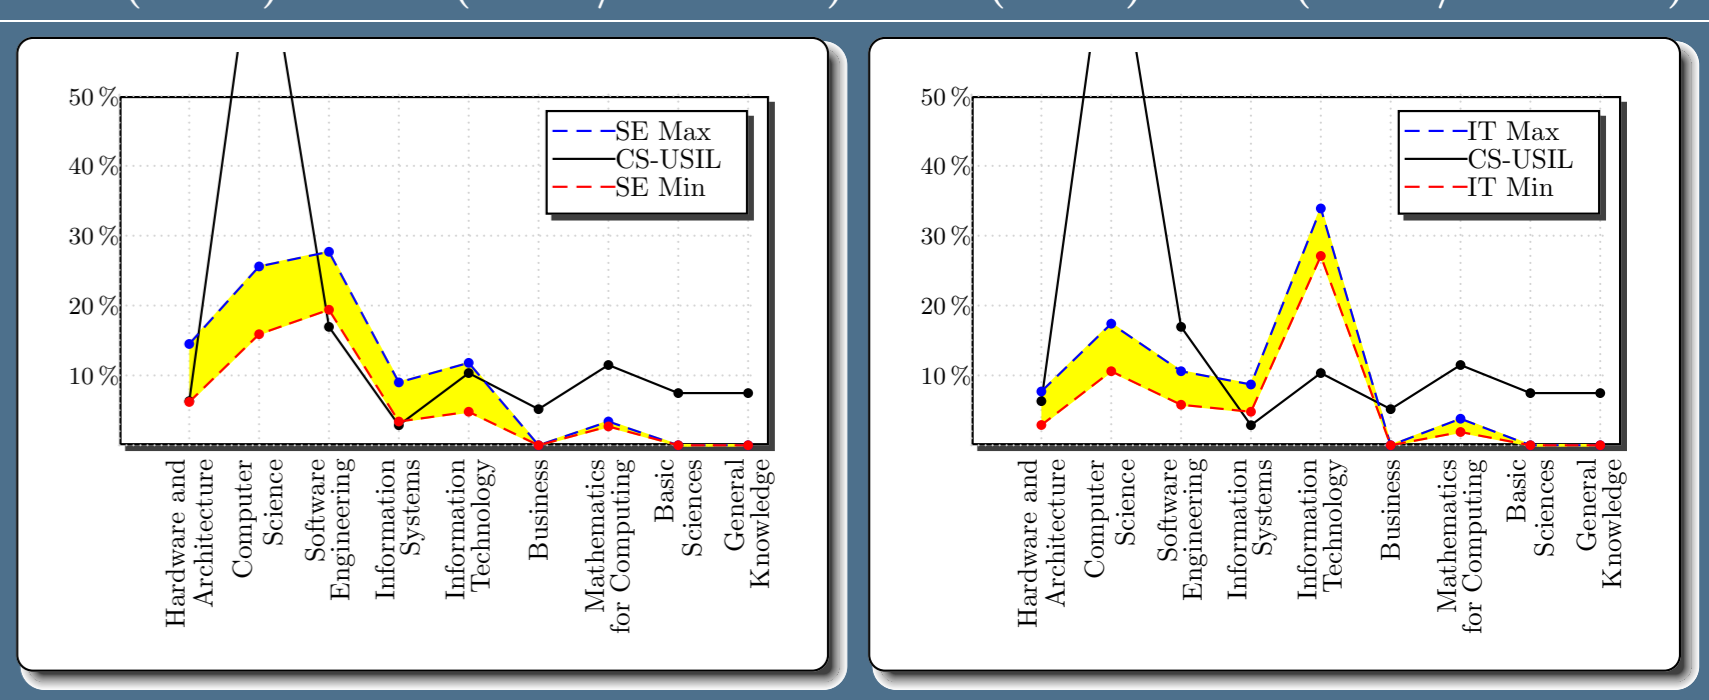 50 %
40 %
30 %
20 %
10 %
SE Max
CS-USIL
SE Min
Hardware and
Architecture
Computer
Science
Software
Engineering
Information
Systems
Information
Technology
Business
Mathematics
for Computing
Basic
Sciences
General
Knowledge
50 %
40 %
30 %
20 %
10 %
IT Max
CS-USIL
IT Min
Hardware and
Architecture
Computer
Science
Software
Engineering
Information
Systems
Information
Technology
Business
Mathematics
for Computing
Basic
Sciences
General
Knowledge